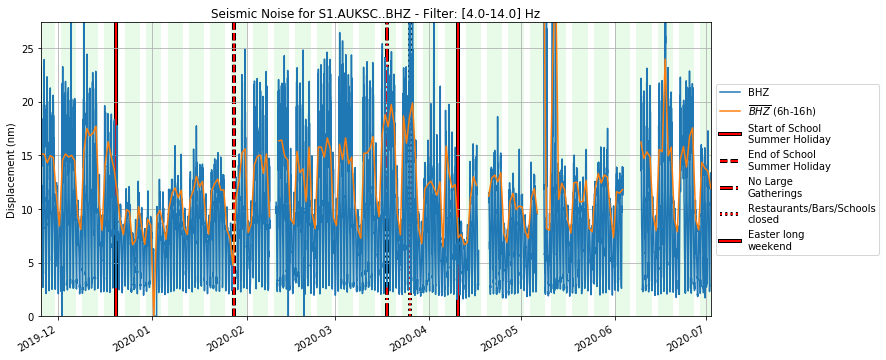 Seismic Noise for S1.AUKSC..BHZ - Filter: [4.0-14.0] Hz
Displacement (nm)
25
20
15
10
5
0
2019-12
2020-01
2020-02
2020-03
2020-04
2020-05
2020-06
2020-07
BHZ
BHZ (6h-16h)
Start of School
Summer Holiday
End of School
Summer Holiday
No Large
Gatherings
Restaurants/Bars/Schools
closed
Easter long
weekend